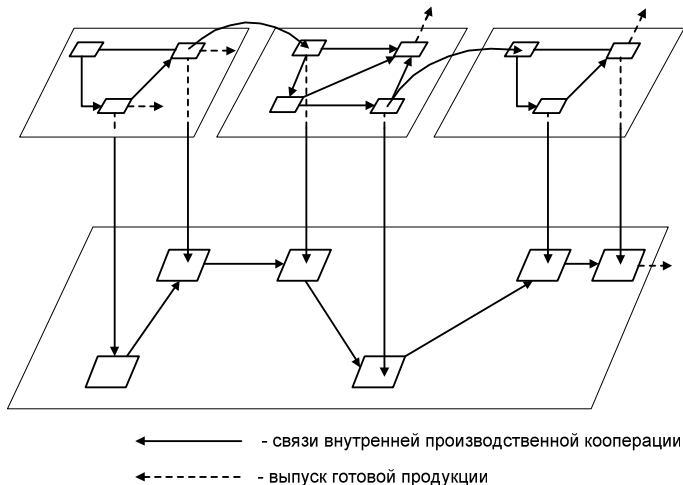 - связи внутренней производственной кооперации
- выпуск готовой продукции